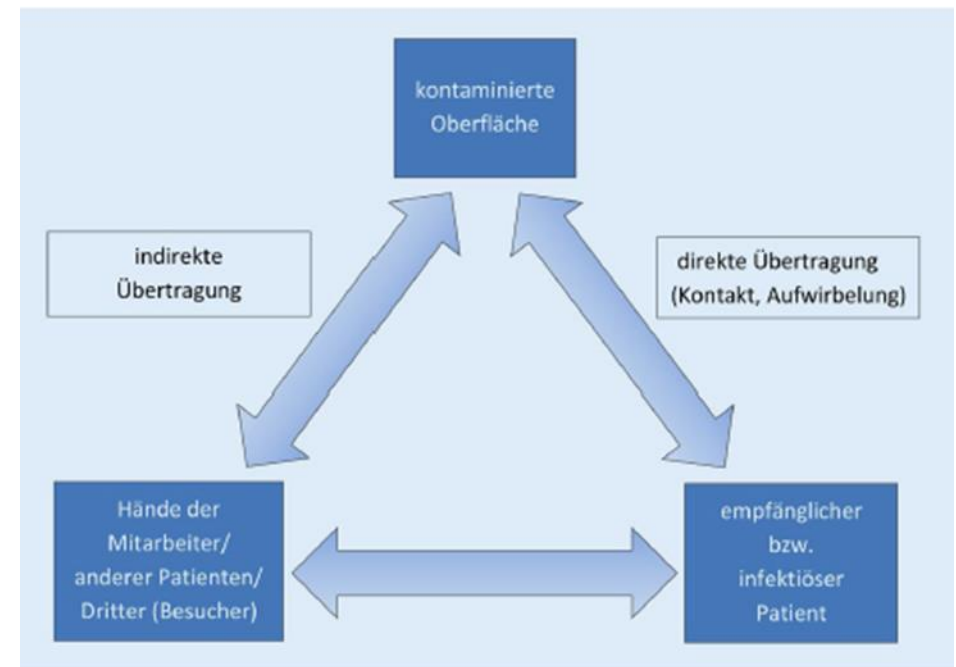 kontaminierte
Oberfläche
indirekte
Übertragung
direkte Übertragung
(Kontakt, Aufwirbelung)
Hände der
Mitarbeiter/
anderer Patienten/
Dritter (Besucher)
empfänglicher
bzw.
infektiöser
Patient